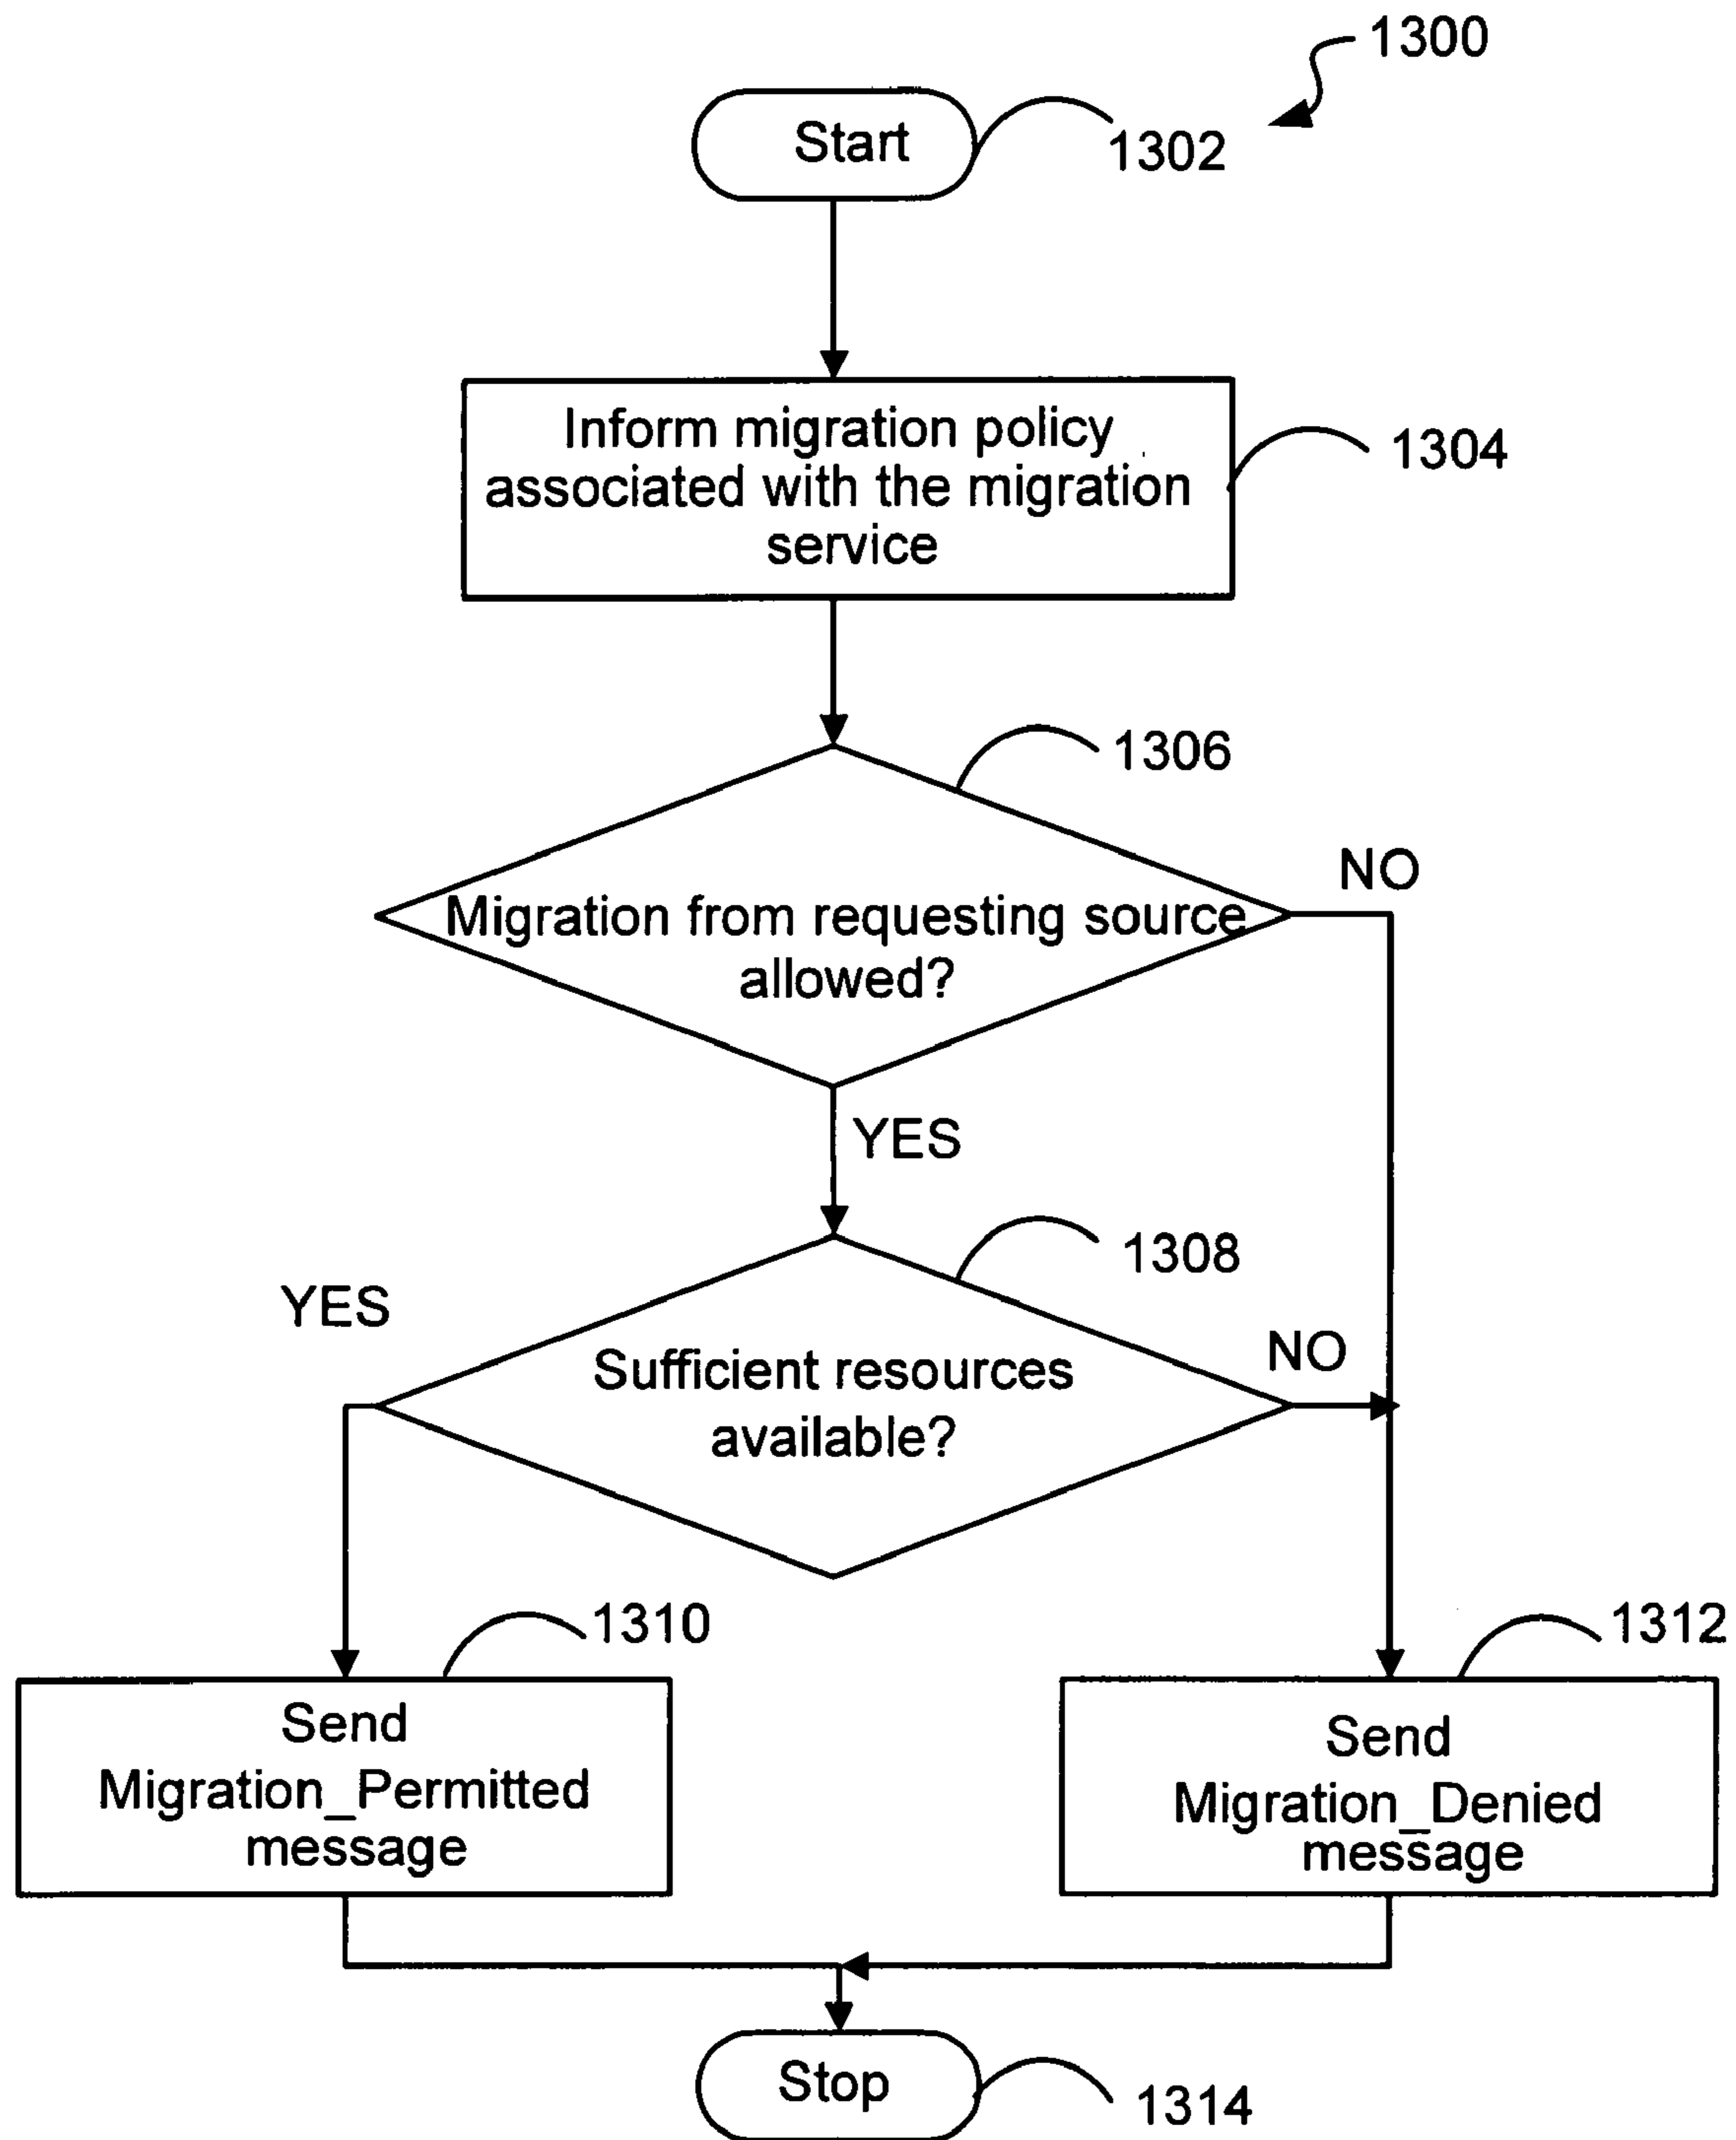 1300
Start
1302
Inform migration policy
associated with the migration
service
1304
1306
Migration from requesting source
allowed?
NO
YES
1308
YES
Sufficient resources
available?
NO
1310
Send
Migration_Permitted
message
1312
Send
Migration_Denied
message
Stop
1314